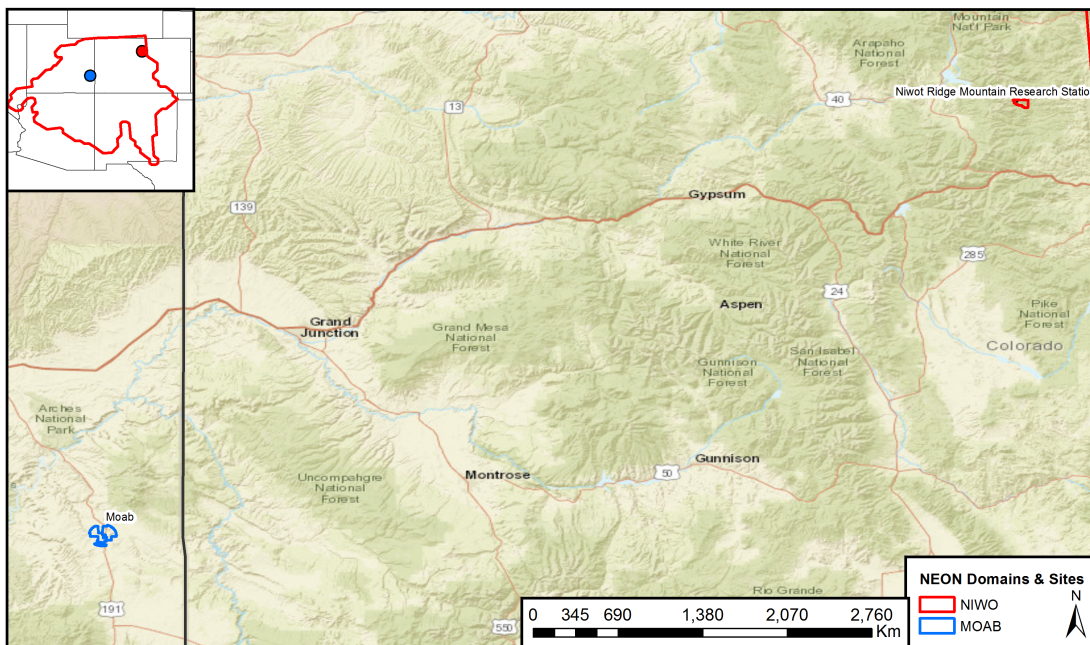 Mountain
Nat'l Park
Arapaho
National
Forest
13
40
Niwot Ridge Mountain Research Statio
139
Gypsum
White River
National
Forest
285
24
Aspen
Pike
National
Forest
Grand
Junction
Grand Mesa
National
Forest
Colorado
San Isabel
National
Forest
Gunnison
National
Forest
Arches
National
Park
Gunnison
50
Montrose
Uncompahgre
National
Forest
s
Moab
191
550
Rio Grande
0 345 690 1,380 2,070 2,760
Km
NEON Domains & Sites
NIWO
MOAB
N